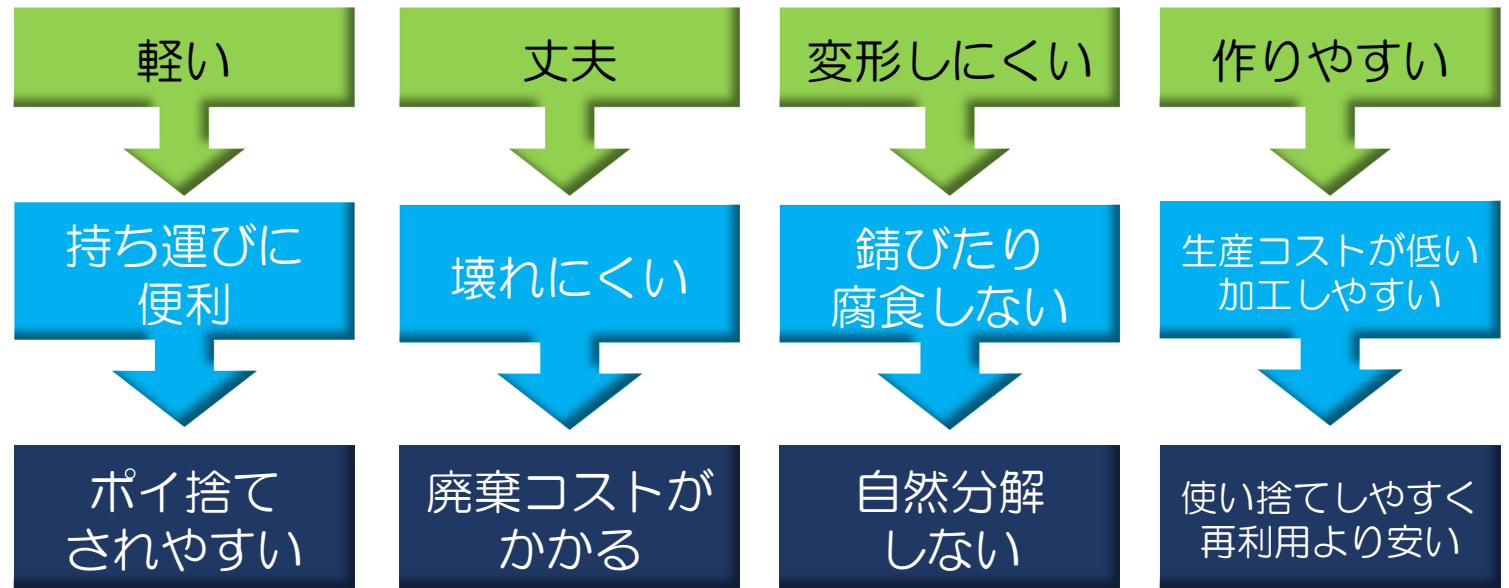 軽い
丈夫
変形しにくい
作りやすい
持ち運びに
便利
壊れにくい
錆びたり
腐食しない
生産コストが低い
加工しやすい
ポイ捨て
されやすい
廃棄コストが
かかる
自然分解
しない
使い捨てしやすく
再利用より安い